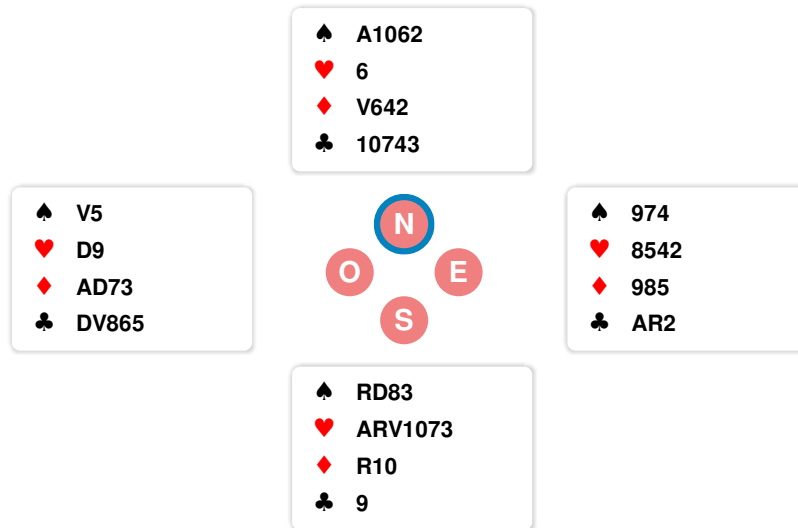 ♠ A1062
♥ 6
♦ V642
♣ 10743
♠ V5
♥ D9
♦ AD73
♣ DV865
N
O E
S
♠ 974
♥ 8542
♦ 985
♣ AR2
♠ RD83
♥ ARV1073
♦ R10
♣ 9